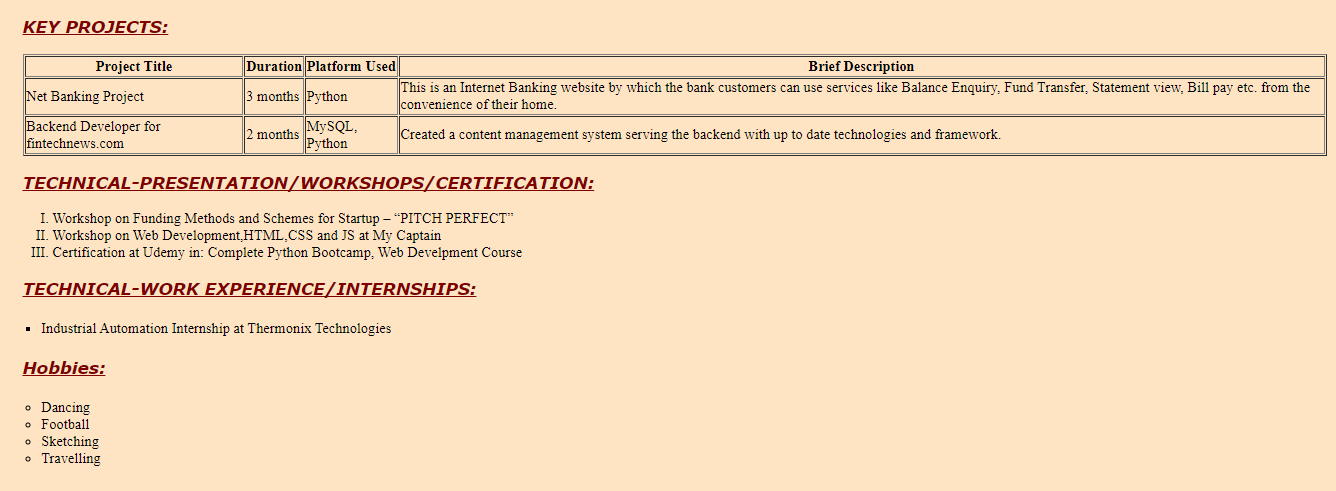 KEY PROJECTS:
Project Title Duration Platform Used Brief Description
Net Banking Project 3 months Python This is an Internet Banking website by which the bank customers can use services like Balance Enquiry, Fund Transfer, Statement view, Bill pay etc. from the
convenience of their home.
Backend Developer for
fintechnews.com 2 months MySQL,
Python Created a content management system serving the backend with up to date technologies and framework.
TECHNICAL-PRESENTATION/WORKSHOPS/CERTIFICATION:
I. Workshop on Funding Methods and Schemes for Startup – “PITCH PERFECT”
II. Workshop on Web Development,HTML,CSS and JS at My Captain
III. Certification at Udemy in: Complete Python Bootcamp, Web Develpment Course
TECHNICAL-WORK EXPERIENCE/INTERNSHIPS:
Industrial Automation Internship at Thermonix Technologies
Hobbies:
Dancing
Football
Sketching
Travelling